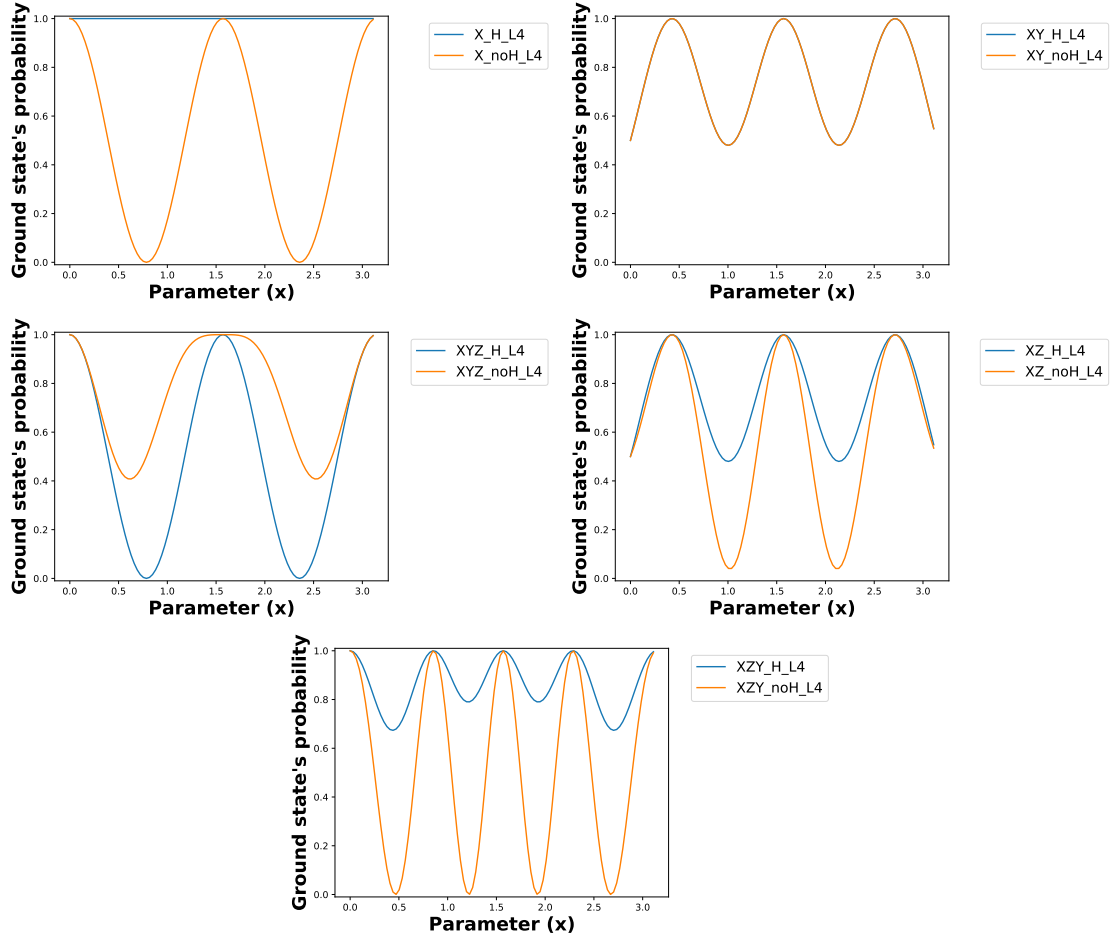 Ground state's probability
1.0
0.8
0.6
0.4
0.2
0.0
0.0 0.5 1.0 1.5 2.0 2.5 3.0
Parameter (x)
X_H_L4
X_noH_L4
Ground state's probability
1.0
0.8
0.6
0.4
0.2
0.0
0.0 0.5 1.0 1.5 2.0 2.5 3.0
Parameter (x)
XY_H_L4
XY_noH_L4
Ground state's probability
1.0
0.8
0.6
0.4
0.2
0.0
0.0 0.5 1.0 1.5 2.0 2.5 3.0
Parameter (x)
XYZ_H_L4
XYZ_noH_L4
Ground state's probability
1.0
0.8
0.6
0.4
0.2
0.0
0.0 0.5 1.0 1.5 2.0 2.5 3.0
Parameter (x)
XZ_H_L4
XZ_noH_L4
Ground state's probability
1.0
0.8
0.6
0.4
0.2
0.0
0.0 0.5 1.0 1.5 2.0 2.5 3.0
Parameter (x)
XZY_H_L4
XZY_noH_L4